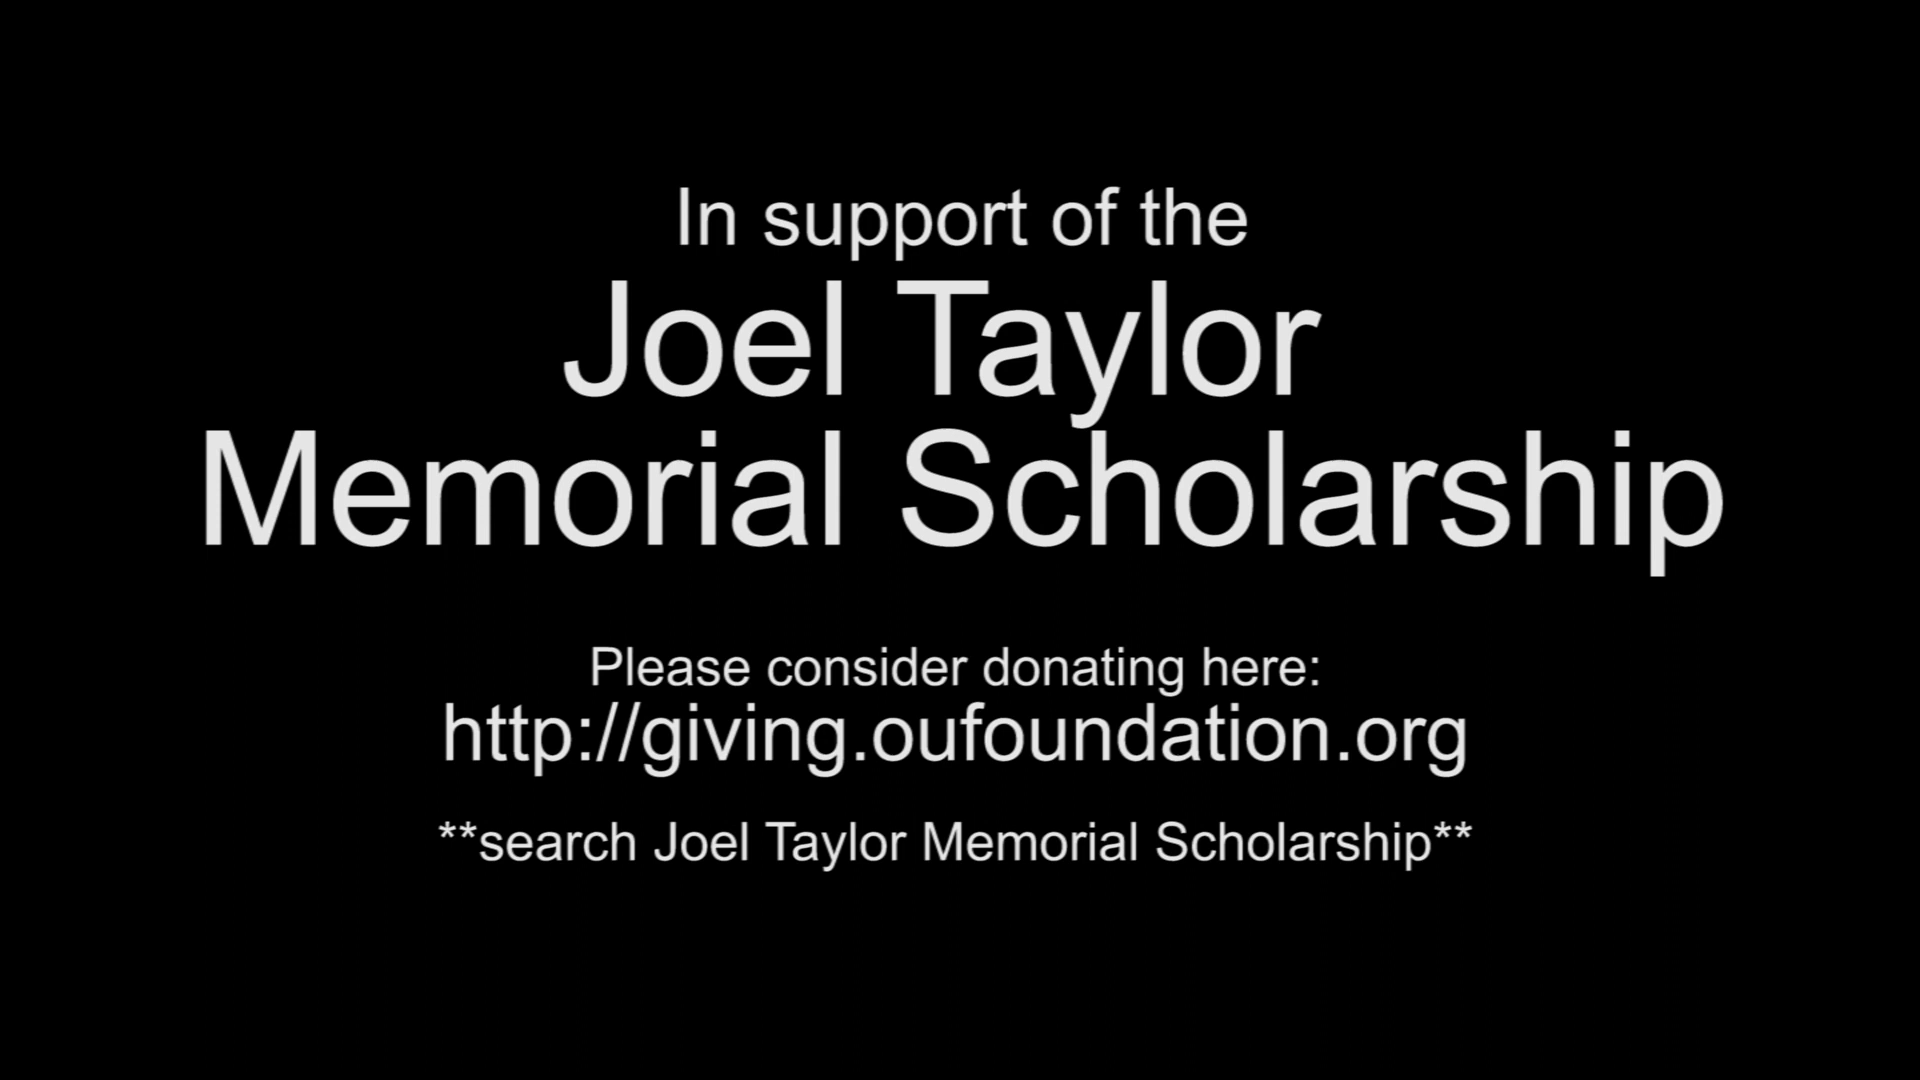 In support of the
Joel Taylor
Memorial Scholarship
Please consider donating here:
http://giving.oufoundation.org
**search Joel Taylor Memorial Scholarship**